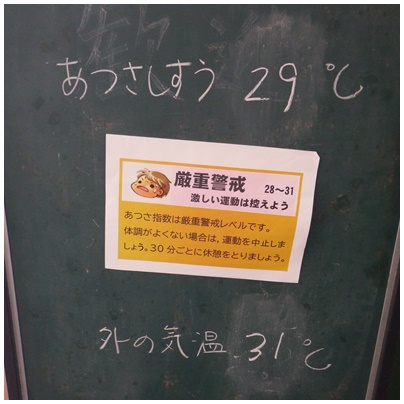 あつさしすう 29℃
厳重警戒 28〜31
激しい運動は控えよう
あつさ指数は厳重警戒レベルです。
体調がよくない場合は、運動を中止しま
しょう。30分ごとに休憩をとりましょう。
外の気温 31℃